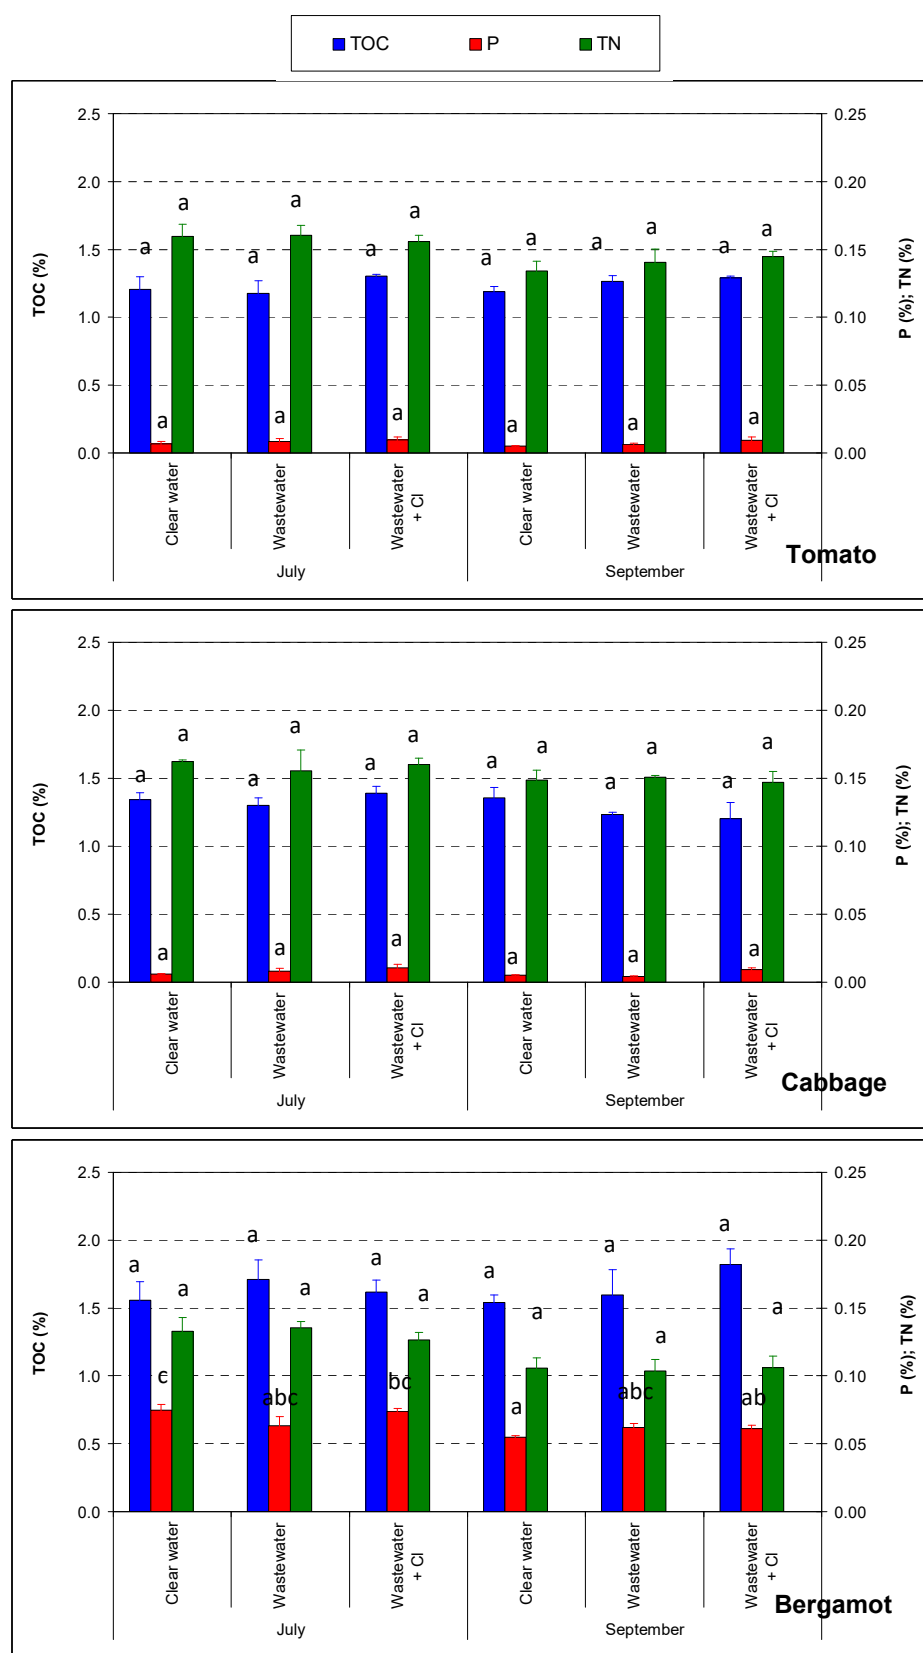 TOC P TN
2.5 0.25
a a a a a a
2.0 0.20
a a a a a a
1.5 0.15
TOC (%) P (%); TN (%)
1.0 0.10
0.5 0.05
a a a a a a
0.0 0.00
Clear water Wastewater Wastewater + Cl Clear water Wastewater Wastewater + Cl
July September
Tomato
2.5 0.25
2.0 0.20
a a a a a a
a a a a a a
1.5 0.15
TOC (%) P (%); TN (%)
1.0 0.10
0.5 0.05
a a a a a a
0.0 0.00
Clear water Wastewater Wastewater + Cl Clear water Wastewater Wastewater + Cl
July September
Cabbage
2.5 0.25
2.0 0.20
a a a a a a
a a a a a a
1.5 0.15
TOC (%) P (%); TN (%)
1.0 0.10
c abc bc a abc ab
0.5 0.05
0.0 0.00
Clear water Wastewater Wastewater + Cl Clear water Wastewater Wastewater + Cl
July September
Bergamot